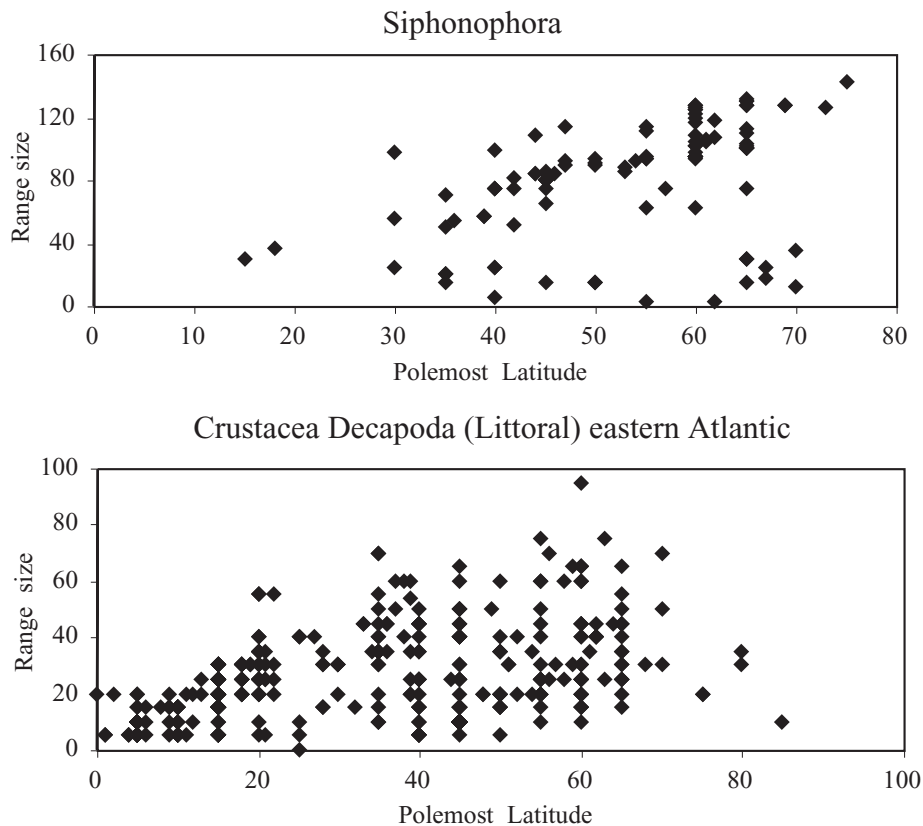 Siphonophora
160
120
80
40
0
Range size
0 10 20 30 40 50 60 70 80
Polemost Latitude
Crustacea Decapoda (Littoral) eastern Atlantic
100
80
60
40
20
0
Range size
0 20 40 60 80 100
Polemost Latitude